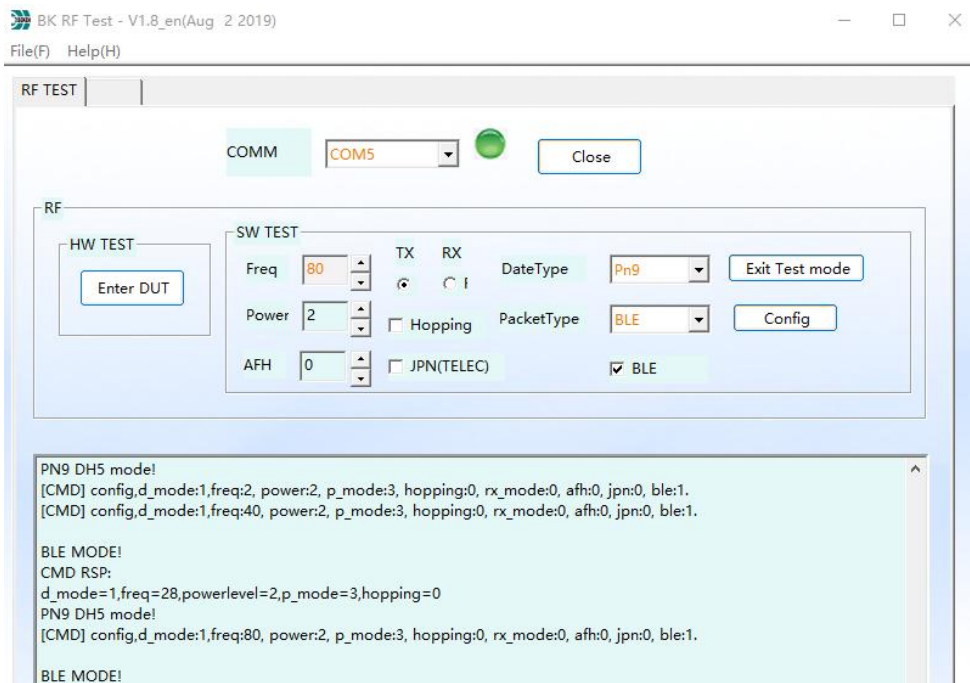 BK RF Test - V1.8_en(Aug 2 2019)
File(F) Help(H)
RF TEST
COMM COM5 Close
RF
HW TEST
Enter DUT
SW TEST
TX RX
Freq 80 DateType Pn9 Exit Test mode
Power 2 Hopping PacketType BLE Config
AFH 0 JPN(TELEC) BLE
PN9 DH5 mode!
[CMD] config,d_mode:1,freq:2, power:2, p_mode:3, hopping:0, rx_mode:0, afh:0, jpn:0, ble:1.
[CMD] config,d_mode:1,freq:40, power:2, p_mode:3, hopping:0, rx_mode:0, afh:0, jpn:0, ble:1.
BLE MODE!
CMD RSP:
d_mode=1,freq=28,powerlevel=2,p_mode=3,hopping=0
PN9 DH5 mode!
[CMD] config,d_mode:1,freq:80, power:2, p_mode:3, hopping:0, rx_mode:0, afh:0, jpn:0, ble:1.
BLE MODE!